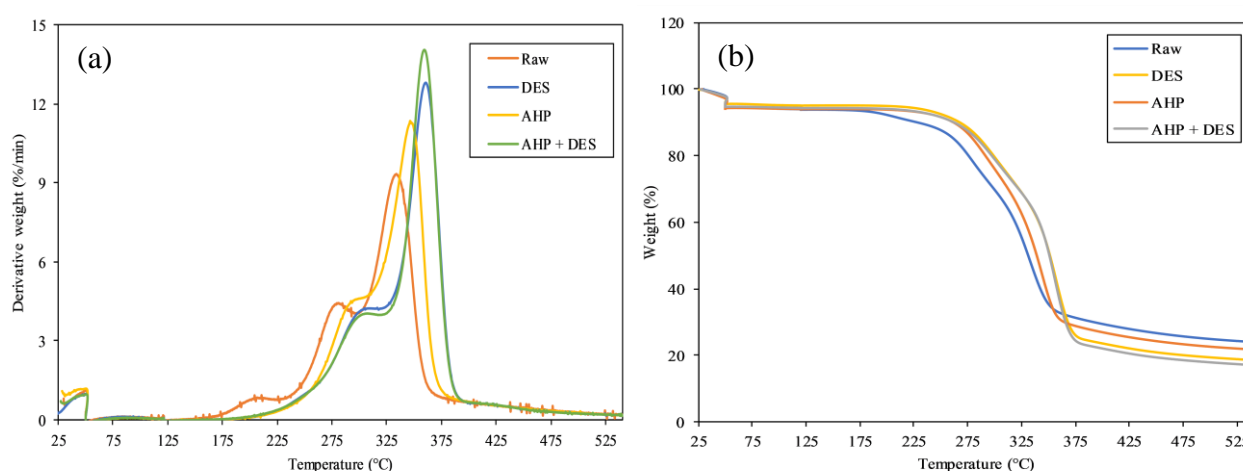 (a)
Derivative weight (%/min)
15
12
9
6
3
0
25 75 125 175 225 275 325 375 425 475 525
Temperature (°C)
Raw
DES
AHP
AHP + DES
(b)
Weight (%)
120
100
80
60
40
20
0
25 75 125 175 225 275 325 375 425 475 525
Temperature (°C)
Raw
DES
AHP
AHP + DES